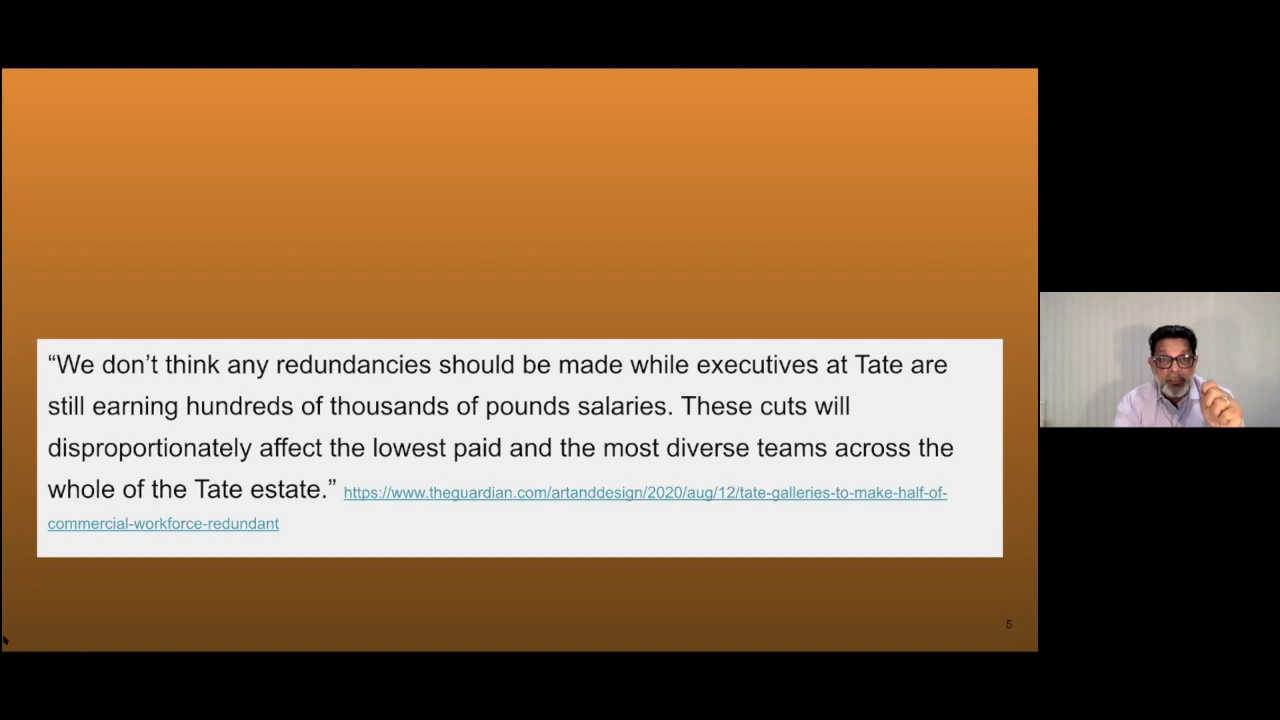 “We don’t think any redundancies should be made while executives at Tate are
still earning hundreds of thousands of pounds salaries. These cuts will
disproportionately affect the lowest paid and the most diverse teams across the
whole of the Tate estate.” https://www.theguardian.com/artanddesign/2020/aug/12/tate-galleries-to-make-half-of-
commercial-workforce-redundant
5